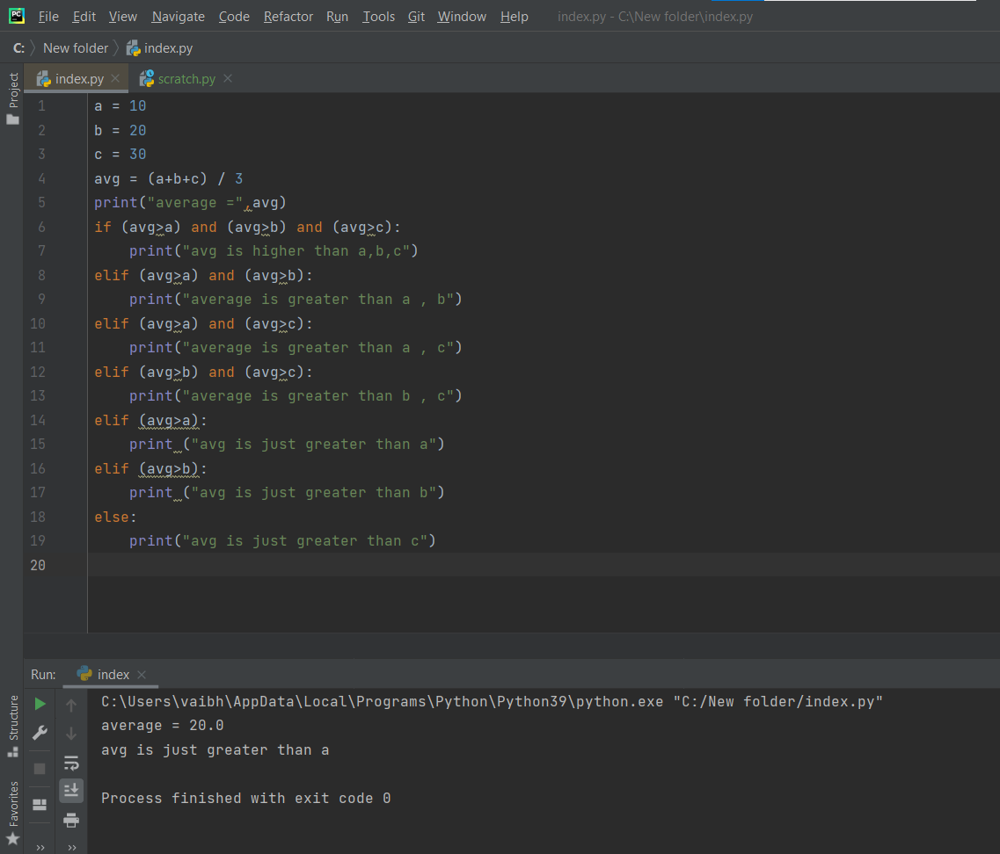 PC File Edit View Navigate Code Refactor Run Tools Git Window Help index.py - C:\New folder\index.py
C: New folder index.py
Project
index.py scratch.py
1 a = 10
2 b = 20
3 c = 30
4 avg = (a+b+c) / 3
5 print("average =",avg)
6 if (avg>a) and (avg>b) and (avg>c):
7     print("avg is higher than a,b,c")
8 elif (avg>a) and (avg>b):
9     print("average is greater than a , b")
10 elif (avg>a) and (avg>c):
11     print("average is greater than a , c")
12 elif (avg>b) and (avg>c):
13     print("average is greater than b , c")
14 elif (avg>a):
15     print ("avg is just greater than a")
16 elif (avg>b):
17     print ("avg is just greater than b")
18 else:
19     print("avg is just greater than c")
20
Run: index
Structure
Favorites
C:\Users\vaibh\AppData\Local\Programs\Python\Python39\python.exe "C:/New folder/index.py"
average = 20.0
avg is just greater than a
Process finished with exit code 0